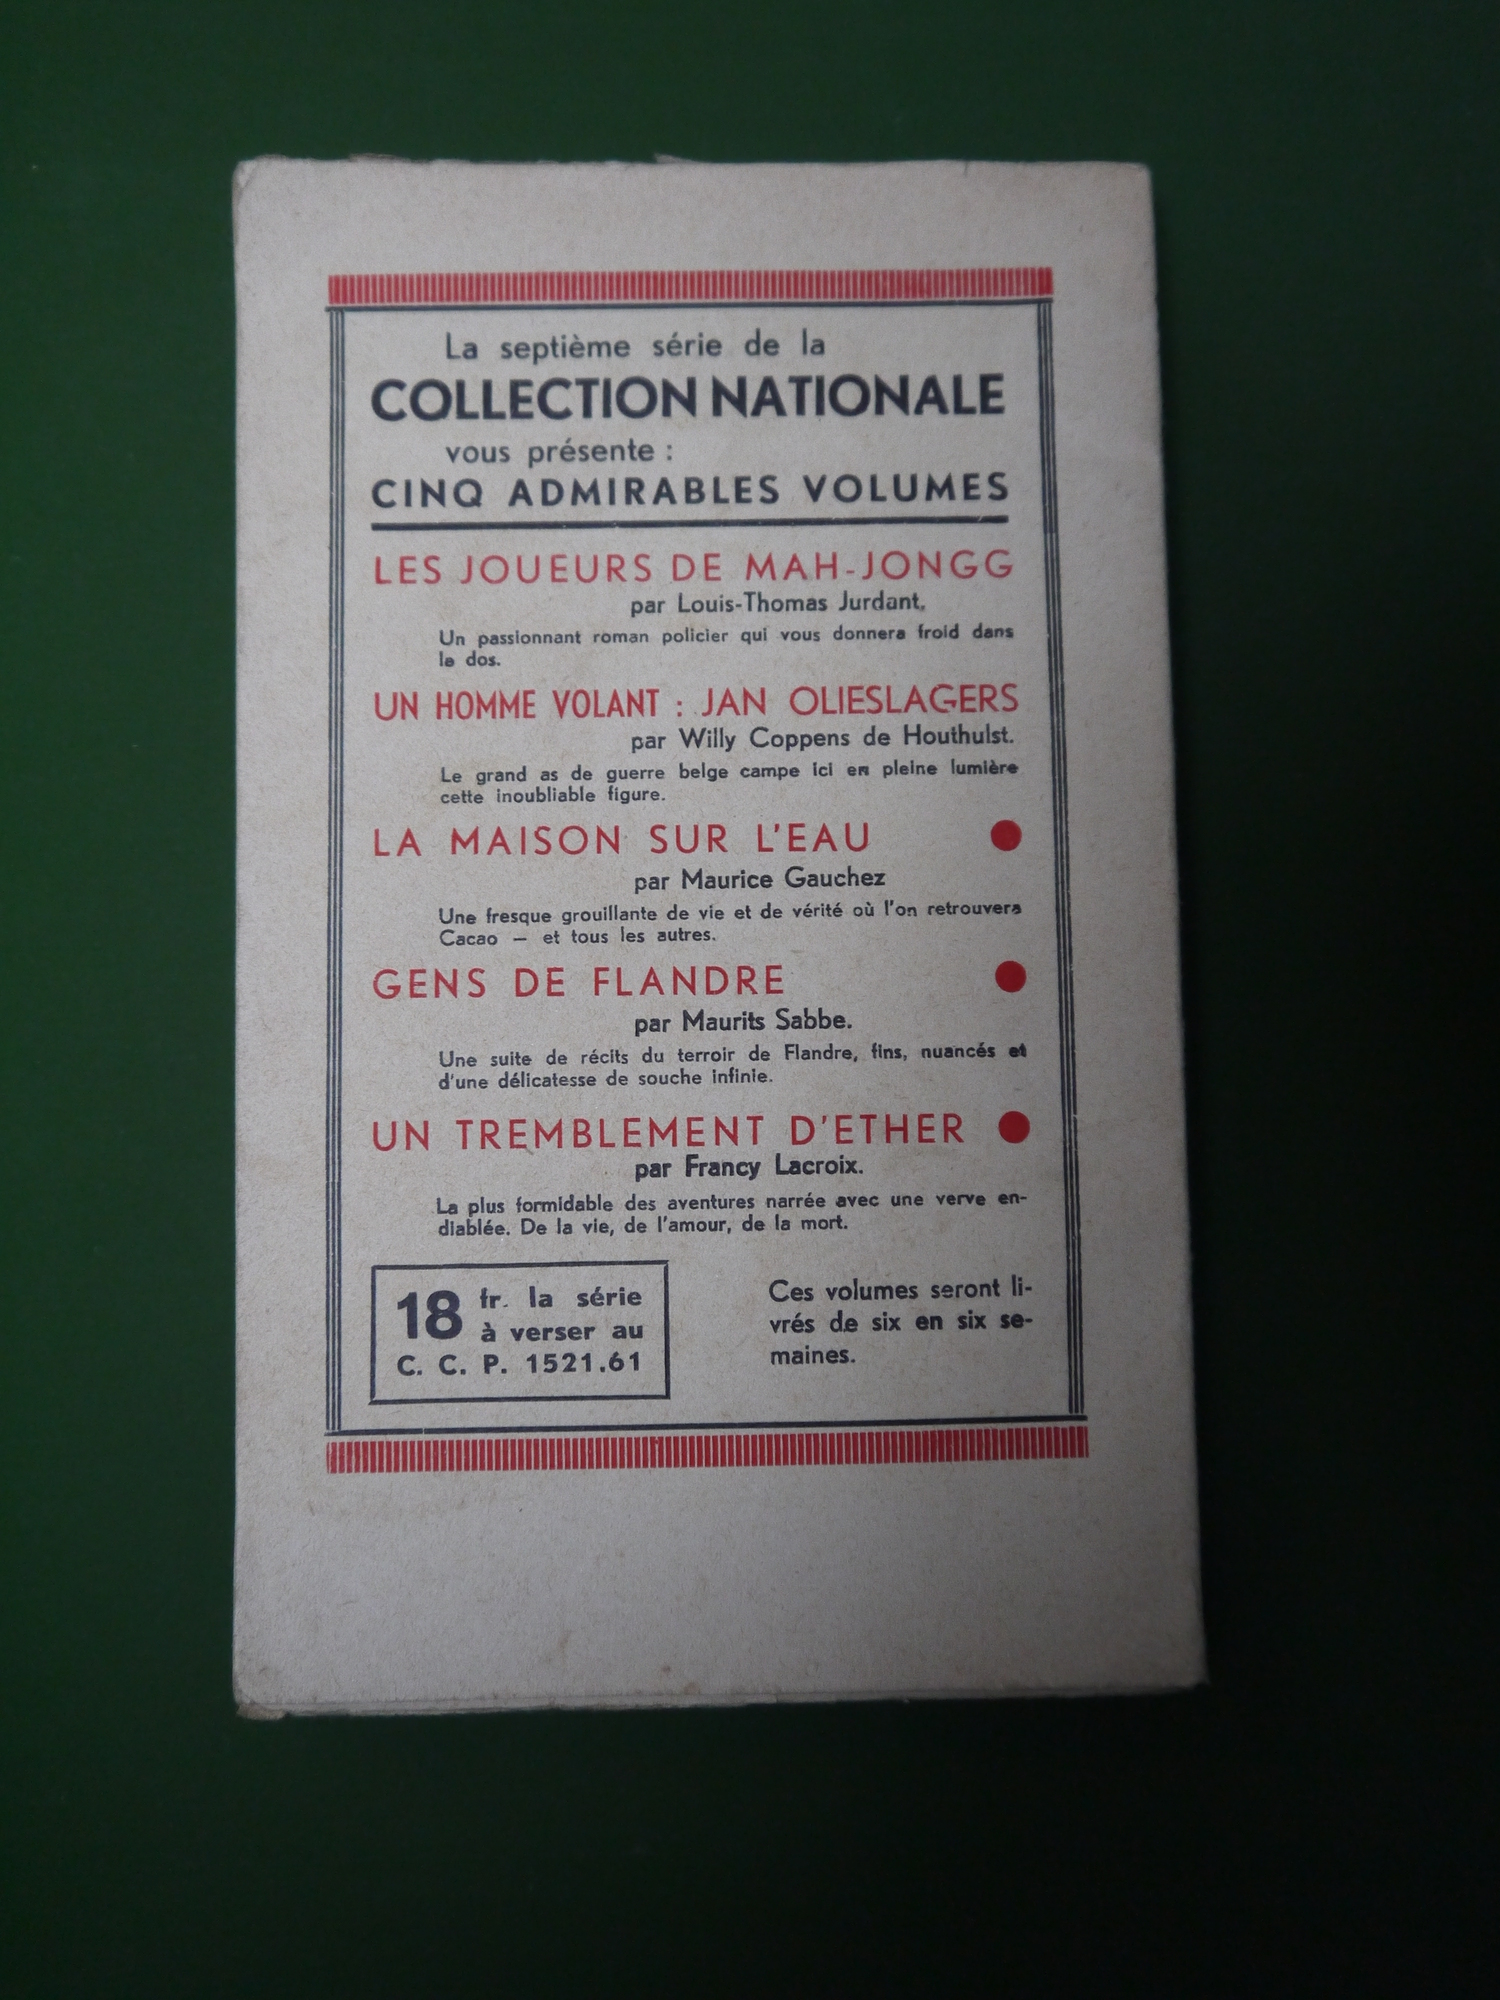 La septième série de la
COLLECTION NATIONALE
vous présente :
CINQ ADMIRABLES VOLUMES
LES JOUEURS DE MAH-JONGG
par Louis-Thomas Jurdant.
Un passionnant roman policier qui vous donnera froid dans
le dos.
UN HOMME VOLANT : JAN OLIESLAGERS
par Willy Coppens de Houthulst.
Le grand as de guerre belge campe ici en pleine lumière
cette inoubliable figure.
LA MAISON SUR L'EAU
par Maurice Gauchez
Une fresque grouillante de vie et de vérité où l'on retrouvera
Cacao — et tous les autres.
GENS DE FLANDRE
par Maurits Sabbe.
Une suite de récits du terroir de Flandre, fins, nuancés et
d'une délicatesse de souche infinie.
UN TREMBLEMENT D'ETHER
par Francy Lacroix.
La plus formidable des aventures narrée avec une verve en-
diablée. De la vie, de l'amour, de la mort.
18 fr. la série
à verser au
C. C. P. 1521.61
Ces volumes seront li-
vrés de six en six se-
maines.